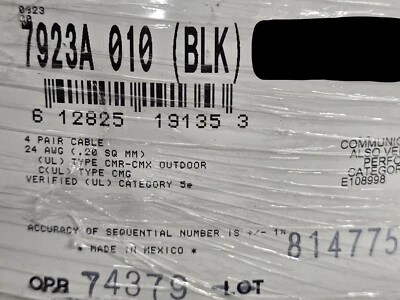 0923
7923A 010 (BLK)
6 12825 19135 3
4 PAIR CABLE
24 AWG (.20 SQ MM)
(UL) TYPE CMR-CMX OUTDOOR
C(UL) TYPE CMG
VERIFIED (UL) CATEGORY 5e
COMMUNIC
ALSO VE
PERFO
CATEGOR
E108998
ACCURACY OF SEQUENTIAL NUMBER IS +/- 1%
* MADE IN MEXICO *
814775
OPR 74379 LOT